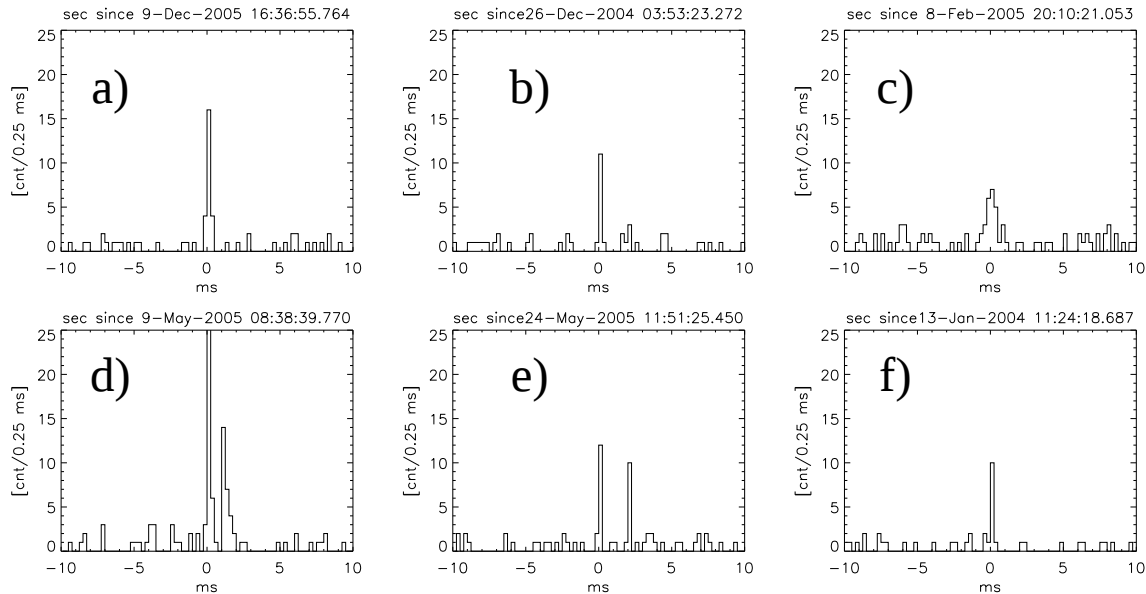 sec since 9-Dec-2005 16:36:55.764
25
20
15
10
5
0
[cnt/0.25 ms]
a)
-10 -5 0 5 10
ms
sec since26-Dec-2004 03:53:23.272
25
20
15
10
5
0
[cnt/0.25 ms]
b)
-10 -5 0 5 10
ms
sec since 8-Feb-2005 20:10:21.053
25
20
15
10
5
0
[cnt/0.25 ms]
c)
-10 -5 0 5 10
ms
sec since 9-May-2005 08:38:39.770
25
20
15
10
5
0
[cnt/0.25 ms]
d)
-10 -5 0 5 10
ms
sec since24-May-2005 11:51:25.450
25
20
15
10
5
0
[cnt/0.25 ms]
e)
-10 -5 0 5 10
ms
sec since13-Jan-2004 11:24:18.687
25
20
15
10
5
0
[cnt/0.25 ms]
f)
-10 -5 0 5 10
ms